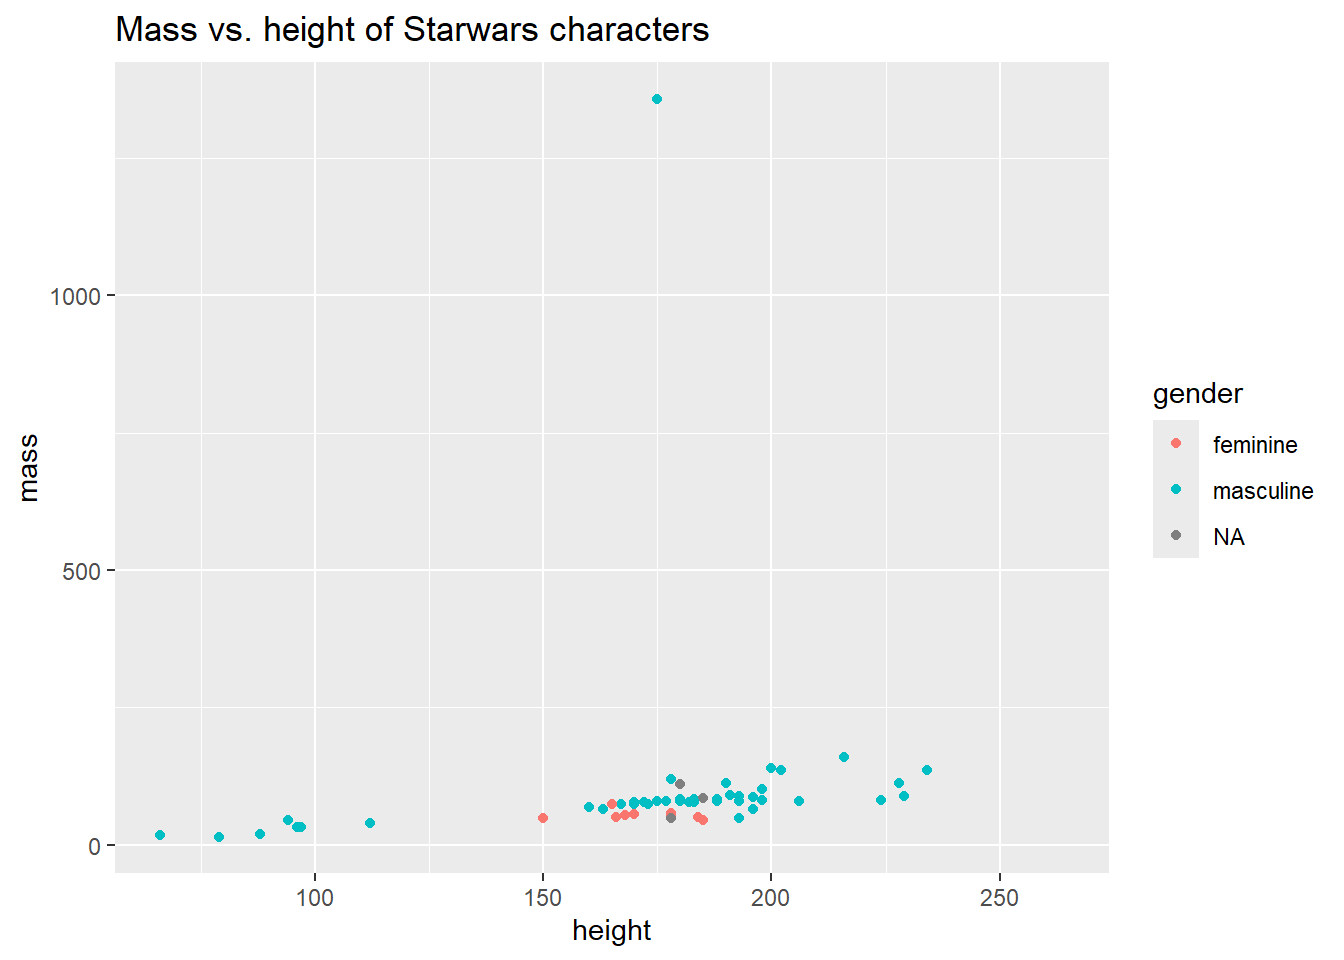 Mass vs. height of Starwars characters
1000
500
0
mass
100 150 200 250
height
gender
feminine
masculine
NA